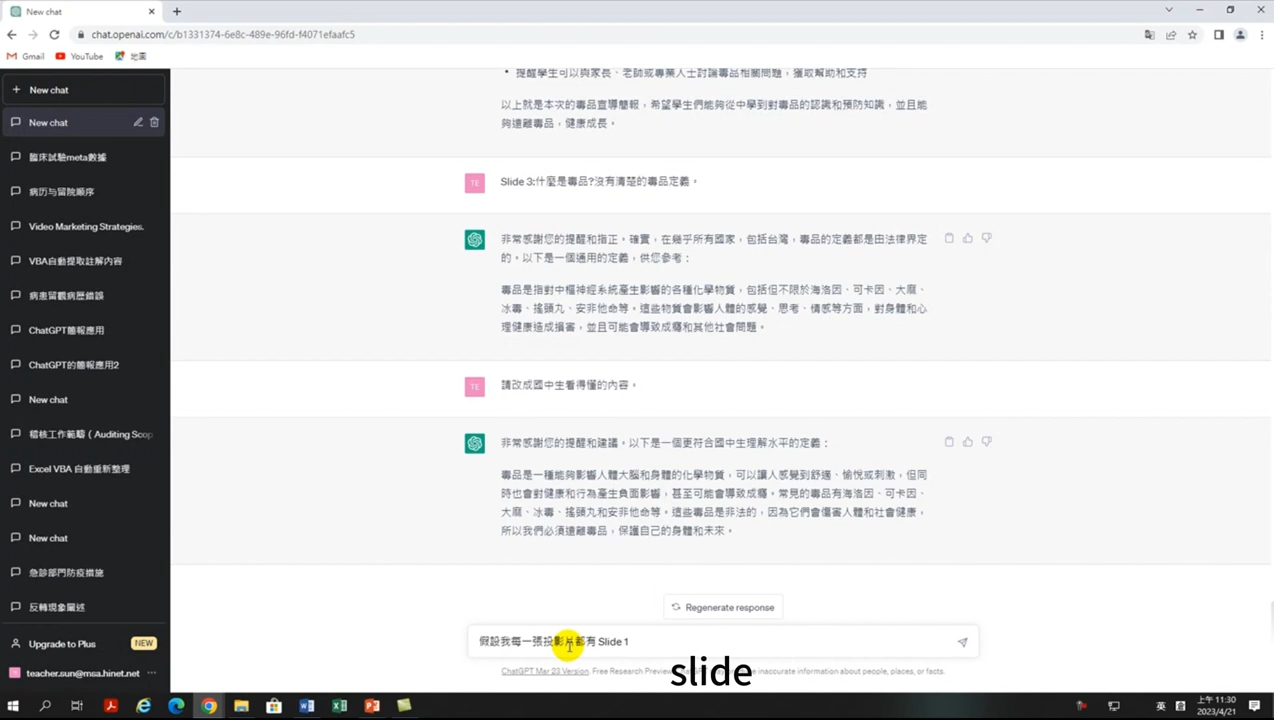 New chat
chat.openai.com/c/b1331374-6e8c-489e-96fd-f4071efaafc5
Gmail
YouTube
地圖
New chat
New chat
臨床試驗meta數據
病历与留院顺序
Video Marketing Strategies.
VBA自動提取註解內容
病患留觀病歷錯誤
ChatGPT簡報應用
ChatGPT的簡報應用2
New chat
稽核工作範疇（Auditing Scop
Excel VBA 自動重新整理
New chat
New chat
急診部門防疫措施
反轉現象闡述
Upgrade to Plus
NEW
teacher.sun@msa.hinet.net
• 提醒學生可以與家長、老師或專業人士討論毒品相關問題，獲取幫助和支持
以上就是本次的毒品宣導簡報，希望學生們能夠從中學到對毒品的認識和預防知識，並且能
夠遠離毒品，健康成長。
TE
Slide 3:什麼是毒品?沒有清楚的毒品定義。
非常感謝您的提醒和指正。確實，在幾乎所有國家，包括台灣，毒品的定義都是由法律界定
的。以下是一個通用的定義，供您參考：
毒品是指對中樞神經系統產生影響的各種化學物質，包括但不限於海洛因、可卡因、大麻、
冰毒、搖頭丸、安非他命等。這些物質會影響人體的感覺、思考、情感等方面，對身體和心
理健康造成損害，並且可能會導致成癮和其他社會問題。
TE
請改成國中生看得懂的內容。
非常感謝您的提醒和建議。以下是一個更符合國中生理解水平的定義：
毒品是一種能夠影響人體大腦和身體的化學物質，可以讓人感覺到舒適、愉悅或刺激，但同
時也會對健康和行為產生負面影響，甚至可能會導致成癮。常見的毒品有海洛因、可卡因、
大麻、冰毒、搖頭丸和安非他命等。這些毒品是非法的，因為它們會傷害人體和社會健康，
所以我們必須遠離毒品，保護自己的身體和未來。
Regenerate response
假設我每一張投影片都有 Slide 1
slide
ChatGPT Mar 23 Version. Free Research Preview. inaccurate information about people, places, or facts.
英
上午 11:30
2023/4/21